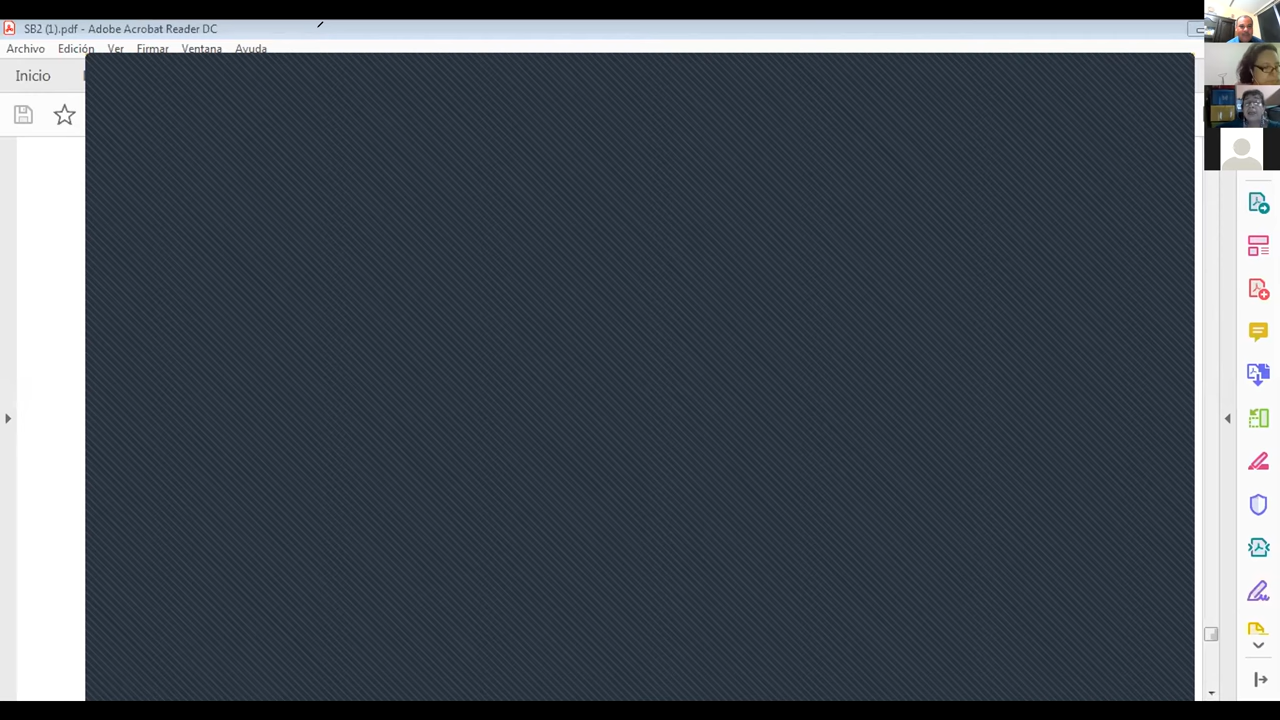 SB2 (1).pdf - Adobe Acrobat Reader DC
Archivo Edición Ver Firmar Ventana Ayuda
Inicio